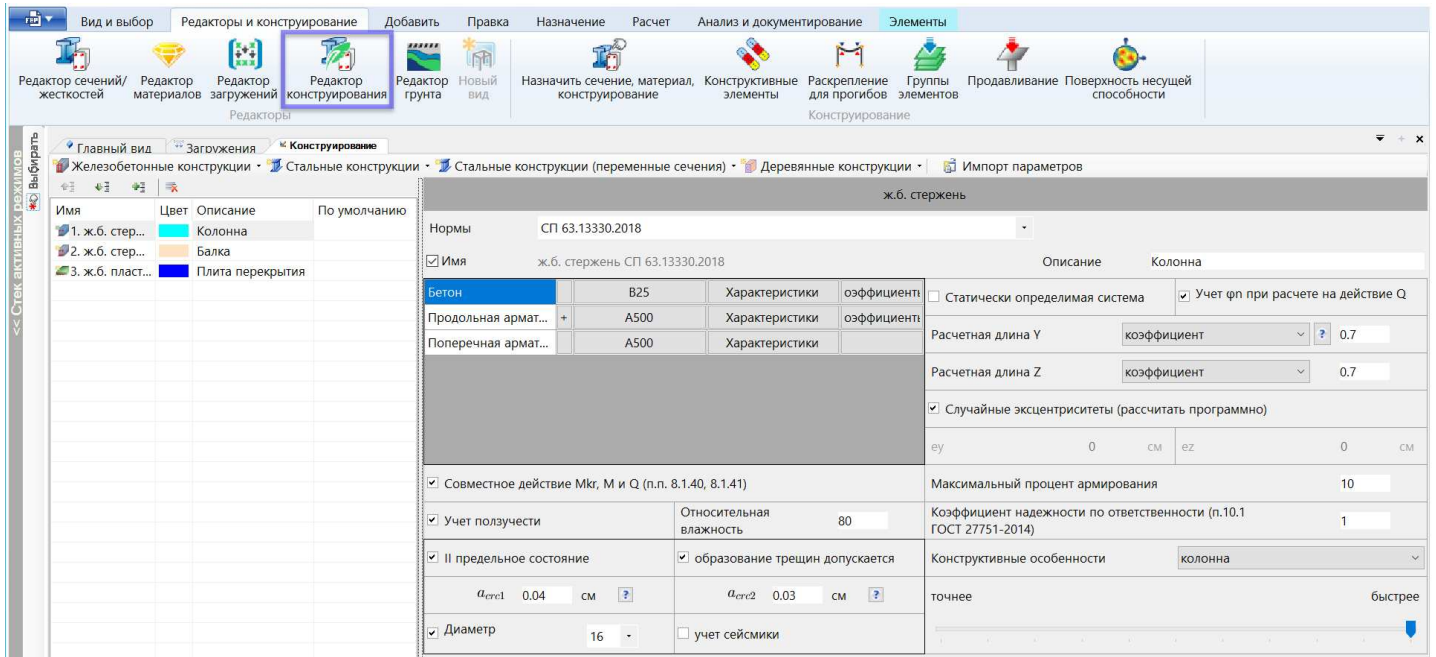 Вид и выбор Редакторы и конструирование Добавить Правка Назначение Расчет Анализ и документирование Элементы
Редактор сечений/ жесткостей
Редактор материалов
Редактор загружений
Редактор конструирования
Редактор грунта
Новый вид
Назначить сечение, материал, конструирование
Конструктивные элементы
Раскрепление для прогибов
Группы элементов
Продавливание
Поверхность несущей способности
Редакторы
Конструирование
<< Стек активных режимов
Выбирать
Главный вид Загружения Конструирование
Железобетонные конструкции Стальные конструкции Стальные конструкции (переменные сечения) Деревянные конструкции Импорт параметров
Имя Цвет Описание По умолчанию
1. ж.б. стер... Колонна
2. ж.б. стер... Балка
3. ж.б. пласт... Плита перекрытия
ж.б. стержень
Нормы СП 63.13330.2018
Имя ж.б. стержень СП 63.13330.2018 Описание Колонна
Бетон B25 Характеристики оэффициенть
Продольная армат... + A500 Характеристики оэффициенть
Поперечная армат... A500 Характеристики
Статически определимая система Учет φn при расчете на действие Q
Расчетная длина Y коэффициент ? 0.7
Расчетная длина Z коэффициент 0.7
Случайные эксцентриситеты (рассчитать программно)
ey 0 см ez 0 см
Совместное действие Mkr, M и Q (п.п. 8.1.40, 8.1.41) Максимальный процент армирования 10
Учет ползучести Относительная влажность 80
Коэффициент надежности по ответственности (п.10.1
ГОСТ 27751-2014) 1
II предельное состояние образование трещин допускается Конструктивные особенности колонна
acrc1 0.04 см ? acrc2 0.03 см ? точнее быстрее
Диаметр 16 учет сейсмики